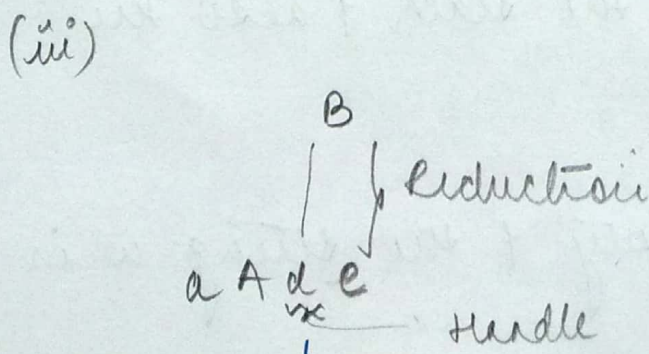 (iii)
B
Reduction
a A d e
Handle